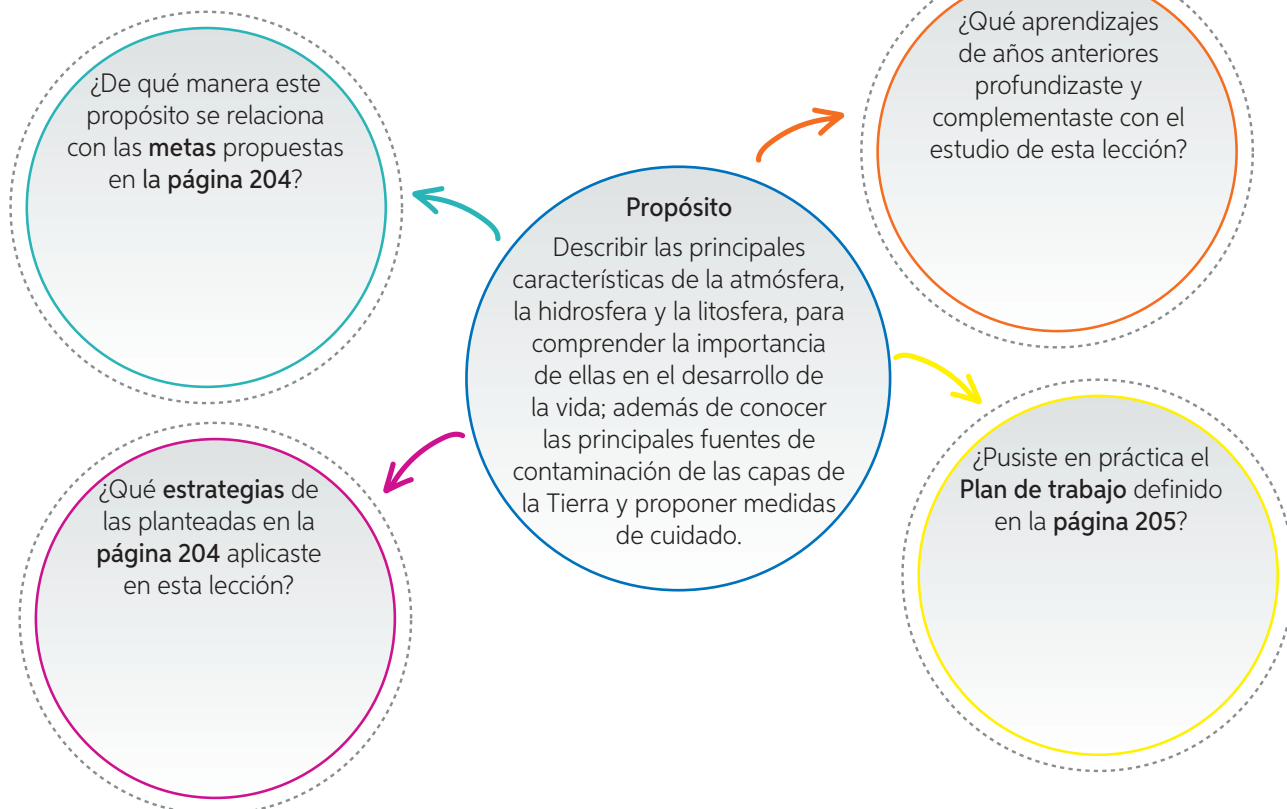 ¿De qué manera este
propósito se relaciona
con las metas propuestas
en la página 204?
¿Qué aprendizajes
de años anteriores
profundizaste y
complementaste con el
estudio de esta lección?
Propósito
Describir las principales
características de la atmósfera,
la hidrosfera y la litosfera, para
comprender la importancia
de ellas en el desarrollo de
la vida; además de conocer
las principales fuentes de
contaminación de las capas de
la Tierra y proponer medidas
de cuidado.
¿Qué estrategias de
las planteadas en la
página 204 aplicaste
en esta lección?
¿Pusiste en práctica el
Plan de trabajo definido
en la página 205?